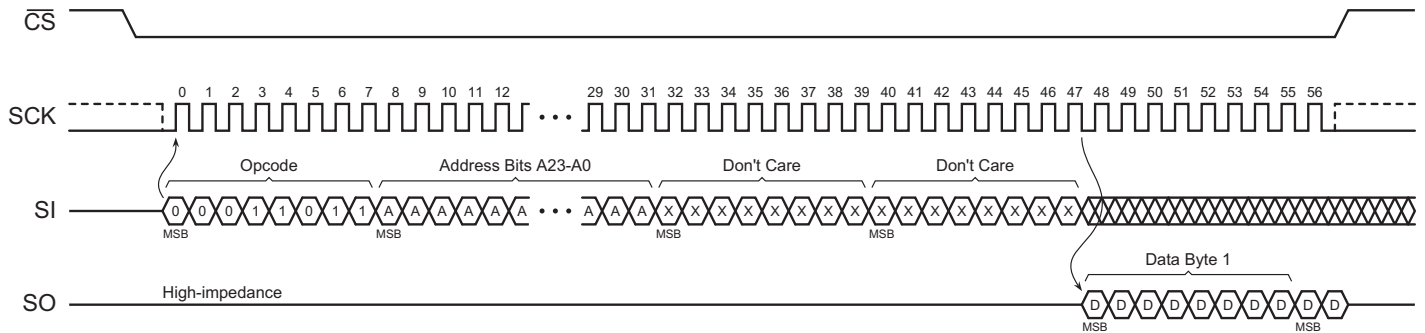 CS
SCK
0 1 2 3 4 5 6 7 8 9 10 11 12 29 30 31 32 33 34 35 36 37 38 39 40 41 42 43 44 45 46 47 48 49 50 51 52 53 54 55 56
• • •
Opcode Address Bits A23-A0 Don't Care Don't Care
SI
0 0 0 1 1 0 1 1 A A A A A A • • • A A A X X X X X X X X X X X X X X X X
MSB MSB MSB MSB
Data Byte 1
SO
High-impedance
D D D D D D D D D D
MSB MSB